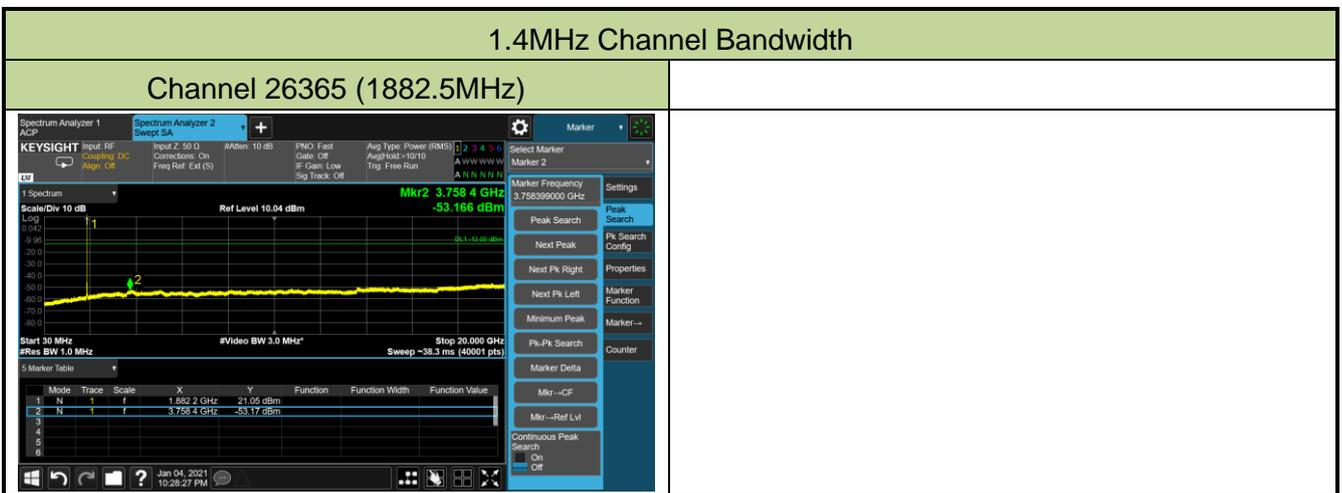 1.4MHz Channel Bandwidth
Channel 26365 (1882.5MHz)
Spectrum Analyzer 1
ACP
Spectrum Analyzer 2
Swept SA
Marker
KEYSIGHT
Input: RF
Coupling: DC
Align: Off
Input Z: 50 Ω
Corrections: On
Freq Ref: Ext (S)
#Atten: 10 dB
PNO: Fast
Gate: Off
IF Gain: Low
Sig Track: Off
Avg Type: Power (RMS)
Avg|Hold:>10/10
Trig: Free Run
1 2 3 4 5 6
A W W W W W
A N N N N N
Select Marker
Marker 2
1 Spectrum
Mkr2 3.758 4 GHz
Scale/Div 10 dB
Ref Level 10.04 dBm
-53.166 dBm
Log
0.042
-9.96
-20.0
-30.0
-40.0
-50.0
-60.0
-70.0
-80.0
1
2
DL1 -13.00 dBm
Start 30 MHz
#Video BW 3.0 MHz*
Stop 20.000 GHz
#Res BW 1.0 MHz
Sweep ~38.3 ms (40001 pts)
Marker Frequency
3.758399000 GHz
Peak Search
Next Peak
Next Pk Right
Next Pk Left
Minimum Peak
Pk-Pk Search
Marker Delta
Mkr→CF
Mkr→Ref Lvl
Continuous Peak
Search
On
Off
Settings
Peak
Search
Pk Search
Config
Properties
Marker
Function
Marker→
Counter
5 Marker Table
Mode Trace Scale X Y Function Function Width Function Value
1 N 1 f 1.882 2 GHz 21.05 dBm
2 N 1 f 3.758 4 GHz -53.17 dBm
3
4
5
6
?
Jan 04, 2021
10:28:27 PM